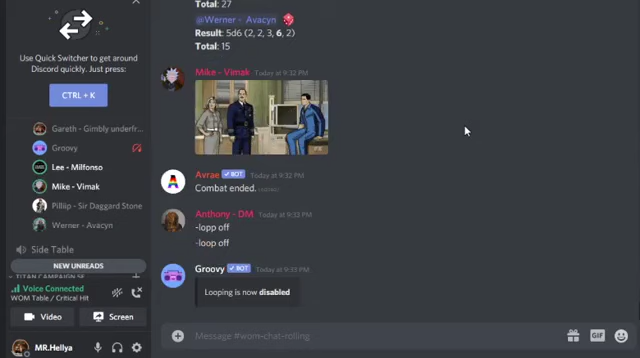 Use Quick Switcher to get around
Discord quickly. Just press:
CTRL + K
Gareth - Gimbly underfr...
Groovy
Lee - Milfonso
Mike - Vimak
Pilliip - Sir Daggard Stone
Werner - Avacyn
Side Table
NEW UNREADS
Voice Connected
WOM Table / Critical Hit
Video
Screen
MR.Hellya
Total: 27
@Werner - Avacyn
Result: 5d6 (2, 2, 3, 6, 2)
Total: 15
Mike - Vimak Today at 9:32 PM
Avrae BOT Today at 9:32 PM
Combat ended. (edited)
Anthony - DM Today at 9:33 PM
-lopp off
-loop off
Groovy BOT Today at 9:33 PM
Looping is now disabled
Message #wom-chat-rolling
GIF